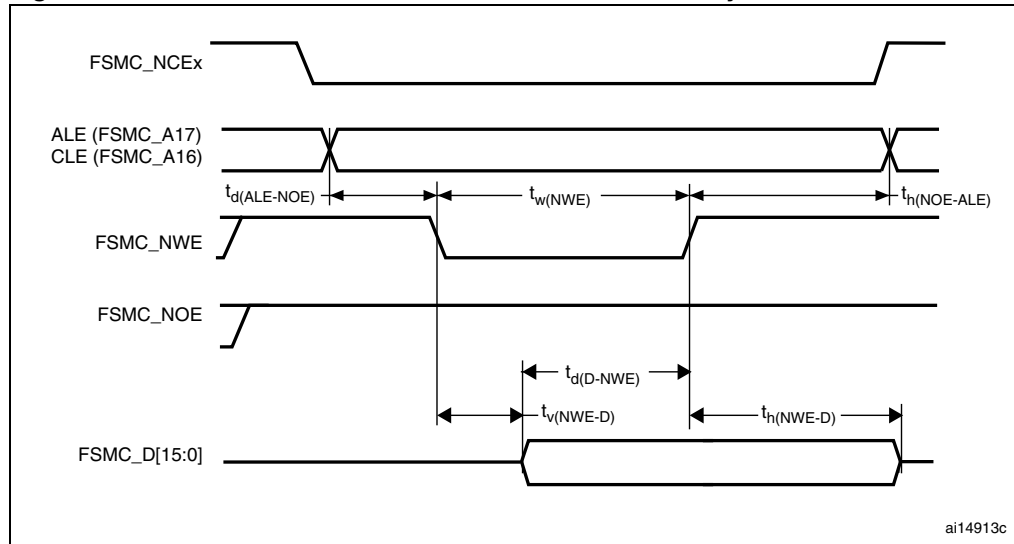 FSMC_NCEx
ALE (FSMC_A17)
CLE (FSMC_A16)
td(ALE-NOE)
tw(NWE)
th(NOE-ALE)
FSMC_NWE
FSMC_NOE
td(D-NWE)
tv(NWE-D)
th(NWE-D)
FSMC_D[15:0]
ai14913c